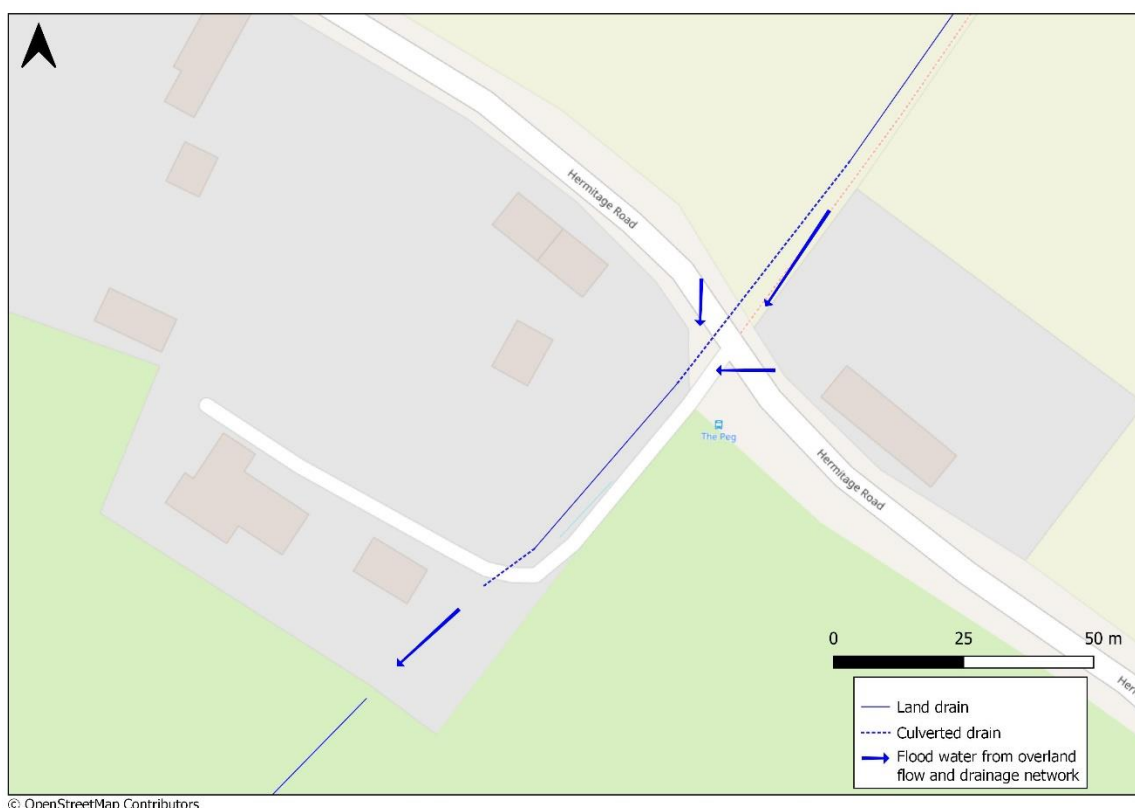 Hermitage Road
The Peg
Hermitage Road
0 25 50 m
Her
Land drain
Culverted drain
Flood water from overland
flow and drainage network
© OpenStreetMap Contributors